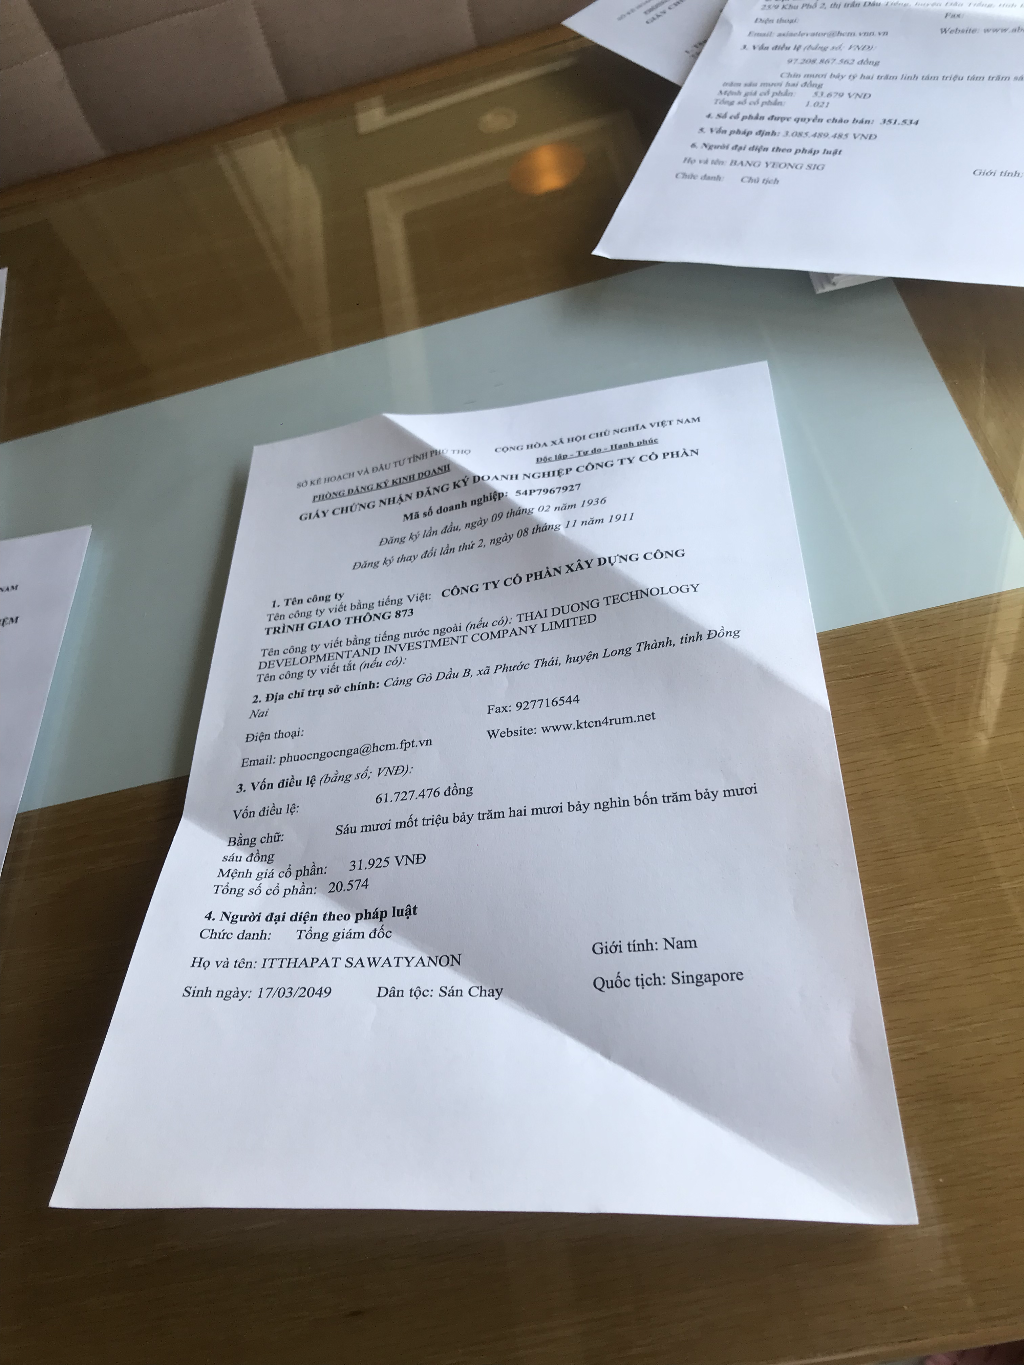 25/9 Khu Phố 2, thị trấn Dầu Tiếng, huyện Dầu Tiếng, tỉnh
Điện thoại:
Fax:
Email: asiaelevator@hcm.vnn.vn
Website:
3. Vốn điều lệ (bằng số, VNĐ):
97.208.867.562 đồng
Chín mươi bảy tỷ hai trăm linh tám triệu tám trăm
trăm sáu mươi hai đồng
Mệnh giá cổ phần: 53.679 VNĐ
Tổng số cổ phần: 1.021
4. Số cổ phần được quyền chào bán: 351.534
5. Vốn pháp định: 3.085.489.485 VNĐ
6. Người đại diện theo pháp luật
Họ và tên: BANG YEONG SIG
Giới tính:
Chức danh: Chủ tịch
NAM
SỞ KẾ HOẠCH VÀ ĐẦU TƯ TỈNH PHÚ THỌ
CỘNG HÒA XÃ HỘI CHỦ NGHĨA VIỆT NAM
PHÒNG ĐĂNG KÝ KINH DOANH
Độc lập - Tự do - Hạnh phúc
GIẤY CHỨNG NHẬN ĐĂNG KÝ DOANH NGHIỆP CÔNG TY CỔ PHẦN
Mã số doanh nghiệp: 54P7967927
Đăng ký lần đầu, ngày 09 tháng 02 năm 1936
Đăng ký thay đổi lần thứ 2, ngày 08 tháng 11 năm 1911
1. Tên công ty
Tên công ty viết bằng tiếng Việt: CÔNG TY CỔ PHẦN XÂY DỰNG CÔNG
TRÌNH GIAO THÔNG 873
Tên công ty viết bằng tiếng nước ngoài (nếu có): THAI DUONG TECHNOLOGY
DEVELOPMENTAND INVESTMENT COMPANY LIMITED
Tên công ty viết tắt (nếu có):
2. Địa chỉ trụ sở chính: Cảng Gò Dầu B, xã Phước Thái, huyện Long Thành, tỉnh Đồng
Nai
Điện thoại:
Fax: 927716544
Email: phuocngocnga@hcm.fpt.vn
Website: www.ktcn4rum.net
3. Vốn điều lệ (bằng số; VNĐ):
Vốn điều lệ: 61.727.476 đồng
Bằng chữ: Sáu mươi mốt triệu bảy trăm hai mươi bảy nghìn bốn trăm bảy mươi
sáu đồng
Mệnh giá cổ phần: 31.925 VNĐ
Tổng số cổ phần: 20.574
4. Người đại diện theo pháp luật
Chức danh: Tổng giám đốc
Họ và tên: ITTHAPAT SAWATYANON
Giới tính: Nam
Sinh ngày: 17/03/2049 Dân tộc: Sán Chay
Quốc tịch: Singapore